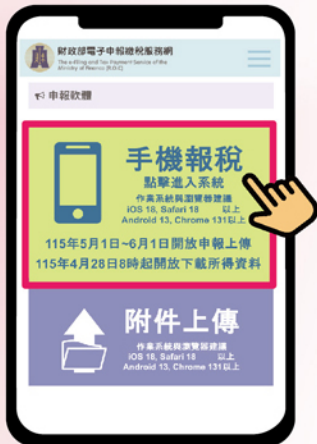 財政部電子申報繳稅服務網
The e-Filing and Tax Payment Service of the
Ministry of Finance (R.O.C)
申報軟體
手機報稅
點擊進入系統
作業系統與瀏覽器建議
iOS 18, Safari 18 以上
Android 13, Chrome 131以上
115年5月1日~6月1日開放申報上傳
115年4月28日8時起開放下載所得資料
附件上傳
作業系統與瀏覽器建議
iOS 18, Safari 18 以上
Android 13, Chrome 131以上